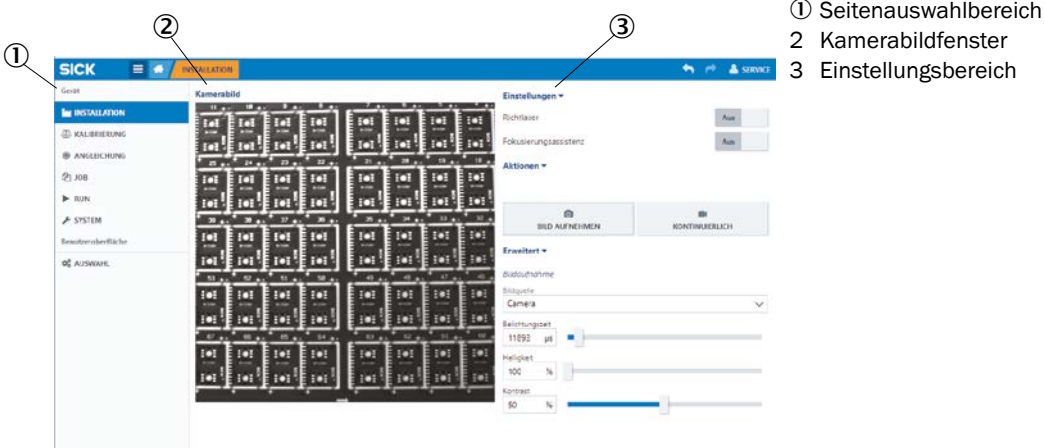 ① Seitenauswahlbereich
2 Kamerabildfenster
3 Einstellungsbereich
①
②
③
SICK
INSTALLATION
SERVICE
Gerät
INSTALLATION
KALIBRIERUNG
ANGLEICHUNG
JOB
RUN
SYSTEM
Benutzeroberfläche
AUSWAHL
Kamerabild
Einstellungen
Richtlaser Aus
Fokusierungsassistenz Aus
Aktionen
BILD AUFNEHMEN
KONTINUIERLICH
Erweitert
Bildaufnahme
Bildquelle
Camera
Belichtungszeit
11893 µs
Helligkeit
100 %
Kontrast
50 %